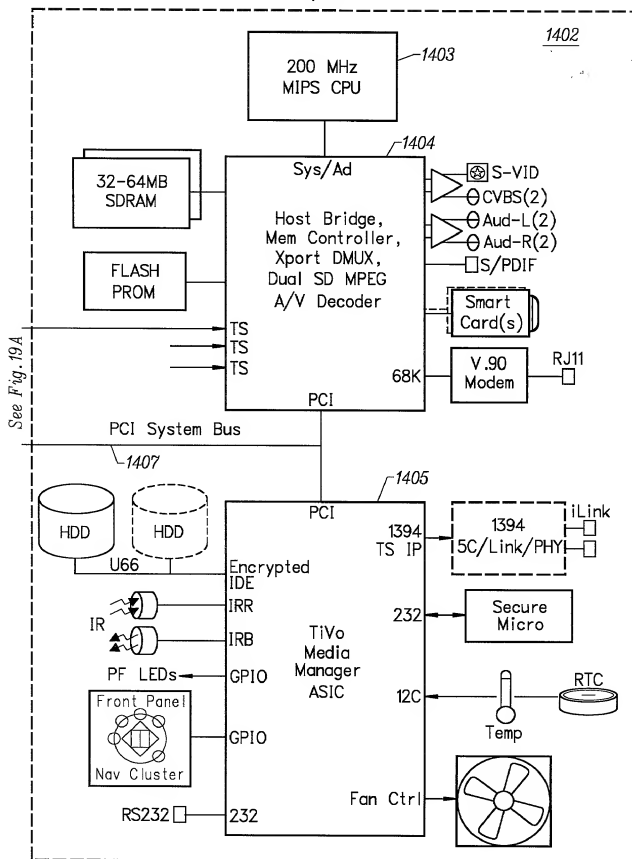 1402
1403
200 MHz
MIPS CPU
1404
Sys/Ad
32-64MB
SDRAM
FLASH
PROM
Host Bridge,
Mem Controller,
Xport DMUX,
Dual SD MPEG
A/V Decoder
S-VID
CVBS(2)
Aud-L(2)
Aud-R(2)
S/PDIF
Smart
Card(s)
See Fig. 19A
TS
TS
TS
68K
V.90
Modem
RJ11
PCI
PCI System Bus
1407
1405
PCI
HDD
HDD
U66
Encrypted
IDE
1394
TS IP
1394
5C/Link/PHY
iLink
IR
IRR
IRB
TiVo
Media
Manager
ASIC
232
Secure
Micro
PF LEDs
GPIO
I2C
Temp
RTC
Front Panel
Nav Cluster
GPIO
Fan Ctrl
RS232
232